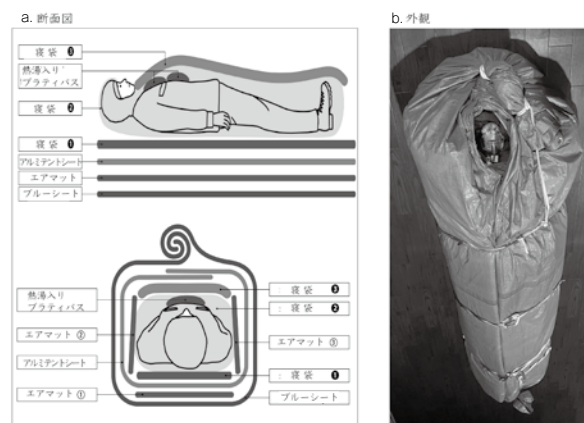 a. 断面図
b. 外観
寝袋 ❸
熱湯入り
プラティパス
寝袋 ❷
寝袋 ❶
アルミテントシート
エアマット
ブルーシート
熱湯入り
プラティパス
エアマット ②
アルミテントシート
エアマット ①
: 寝袋 ❸
: 寝袋 ❷
エアマット ③
: 寝袋 ❶
ブルーシート